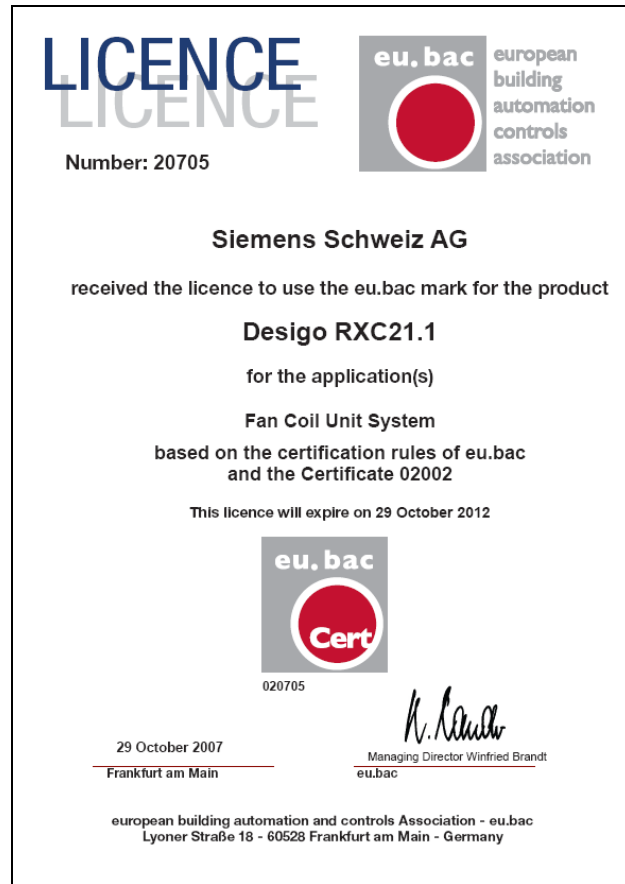 LICENCE
LICENCE
Number: 20705
eu.bac
european
building
automation
controls
association
Siemens Schweiz AG
received the licence to use the eu.bac mark for the product
Desigo RXC21.1
for the application(s)
Fan Coil Unit System
based on the certification rules of eu.bac
and the Certificate 02002
This licence will expire on 29 October 2012
eu.bac
Cert
020705
29 October 2007
Frankfurt am Main
Managing Director Winfried Brandt
eu.bac
european building automation and controls Association - eu.bac
Lyoner Straße 18 - 60528 Frankfurt am Main - Germany